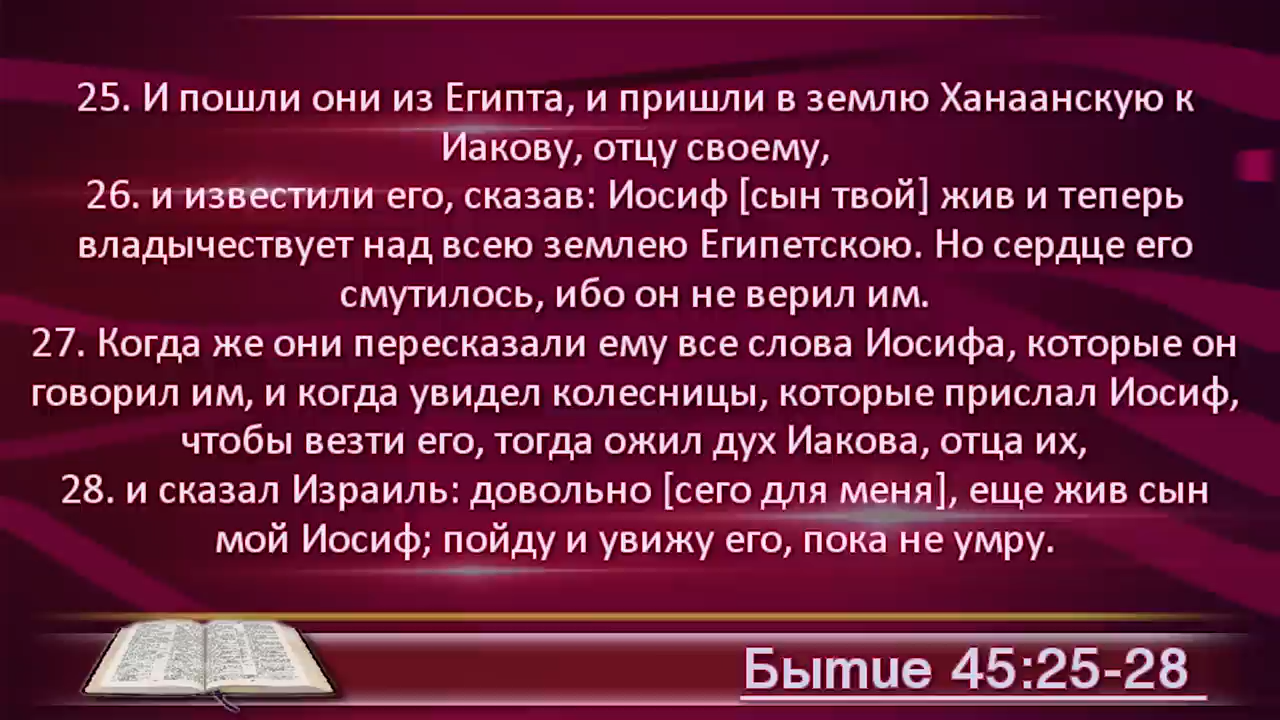 25. И пошли они из Египта, и пришли в землю Ханаанскую к
Иакову, отцу своему,
26. и известили его, сказав: Иосиф [сын твой] жив и теперь
владычествует над всею землею Египетскою. Но сердце его
смутилось, ибо он не верил им.
27. Когда же они пересказали ему все слова Иосифа, которые он
говорил им, и когда увидел колесницы, которые прислал Иосиф,
чтобы везти его, тогда ожил дух Иакова, отца их,
28. и сказал Израиль: довольно [сего для меня], еще жив сын
мой Иосиф; пойду и увижу его, пока не умру.
Бытие 45:25-28